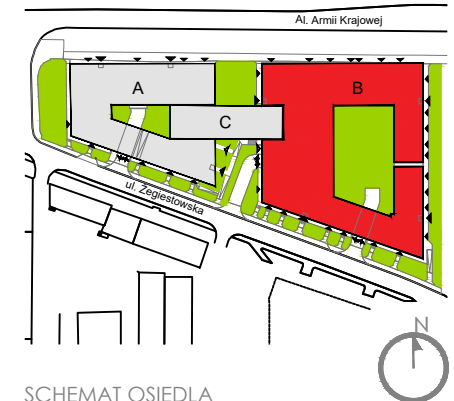 Al. Armii Krajowej
A
B
C
ul. Żegiestowska
N
SCHEMAT OSIEDLA